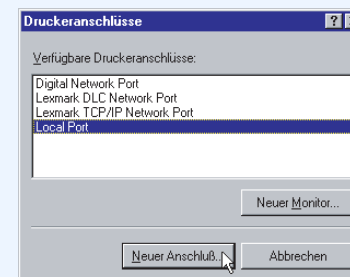 Druckeranschlüsse
Verfügbare Druckeranschlüsse:
Digital Network Port
Lexmark DLC Network Port
Lexmark TCP/IP Network Port
Local Port
Neuer Monitor...
Neuer Anschluß..
Abbrechen